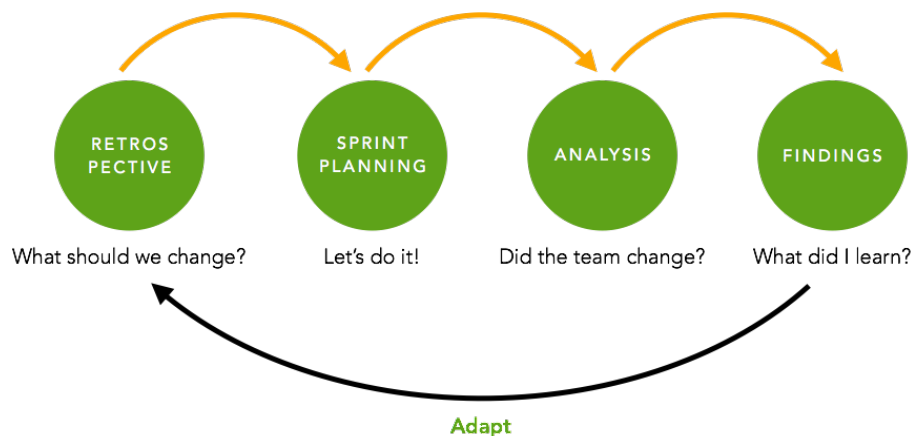 RETROS
PECTIVE
SPRINT
PLANNING
ANALYSIS
FINDINGS
What should we change?
Let's do it!
Did the team change?
What did I learn?
Adapt